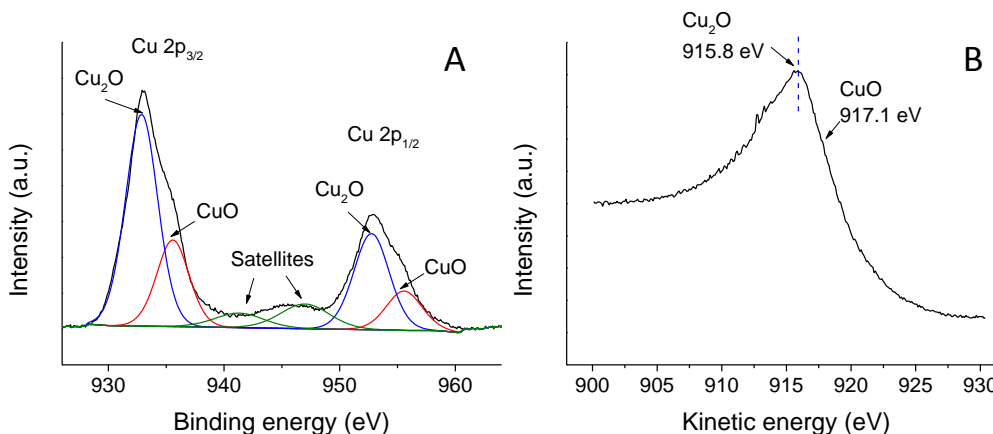 A
Cu 2p3/2
Cu2O
Cu 2p1/2
Cu2O
CuO
Satellites
CuO
Intensity (a.u.)
930 940 950 960
Binding energy (eV)
B
Cu2O
915.8 eV
CuO
917.1 eV
Intensity (a.u.)
900 905 910 915 920 925 930
Kinetic energy (eV)